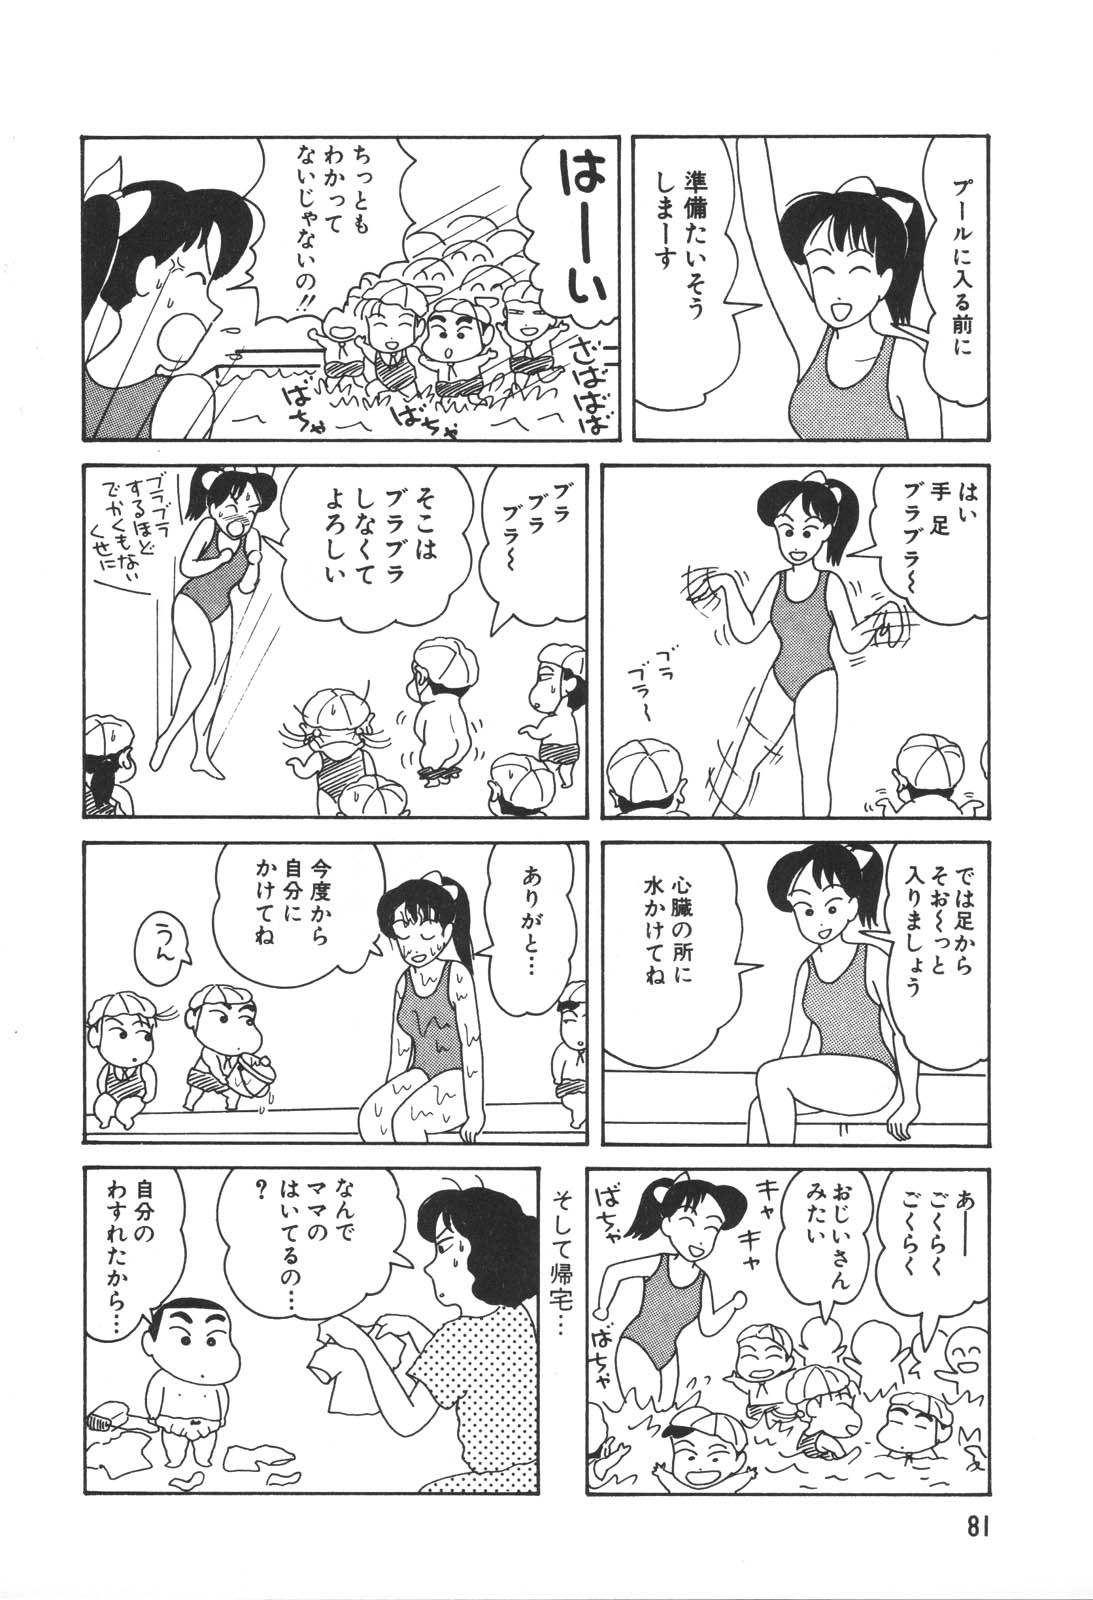 プールに入る前に
準備たいそう
しまーす
はーい
ちっとも
わかって
ないじゃないの!!
ざばばば
ばちゃ
ばちゃ
はい
手足
ブラブラ〜
ブラ
ブラ〜
ブラ
ブラ
ブラ〜
そこは
ブラブラ
しなくて
よろしい
ブラブラ
するほど
でかくもない
くせに
では足から
そお〜っと
入りましょう
心臓の所に
水かけてね
ありがと…
今度から
自分に
かけてね
うん
あー
ごくらく
ごくらく
おじいさん
みたい
キャ
キャ
キャ
ばちゃ
ばちゃ
そして帰宅…
なんで
ママの
はいてるの…
?
自分の
わすれたから…
81